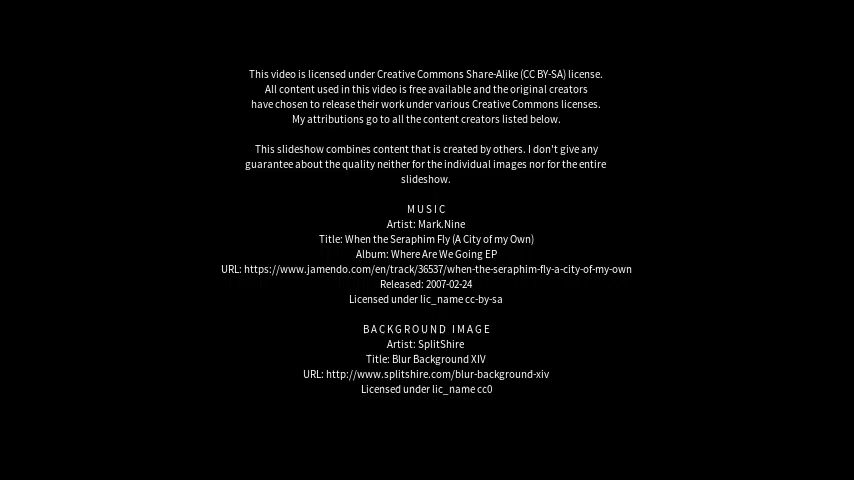 This video is licensed under Creative Commons Share-Alike (CC BY-SA) license.
All content used in this video is free available and the original creators
have chosen to release their work under various Creative Commons licenses.
My attributions go to all the content creators listed below.
This slideshow combines content that is created by others. I don't give any
guarantee about the quality neither for the individual images nor for the entire
slideshow.
MUSIC
Artist: Mark.Nine
Title: When the Seraphim Fly (A City of my Own)
Album: Where Are We Going EP
URL: https://www.jamendo.com/en/track/36537/when-the-seraphim-fly-a-city-of-my-own
Released: 2007-02-24
Licensed under lic_name cc-by-sa
BACKGROUND IMAGE
Artist: SplitShire
Title: Blur Background XIV
URL: http://www.splitshire.com/blur-background-xiv
Licensed under lic_name cc0